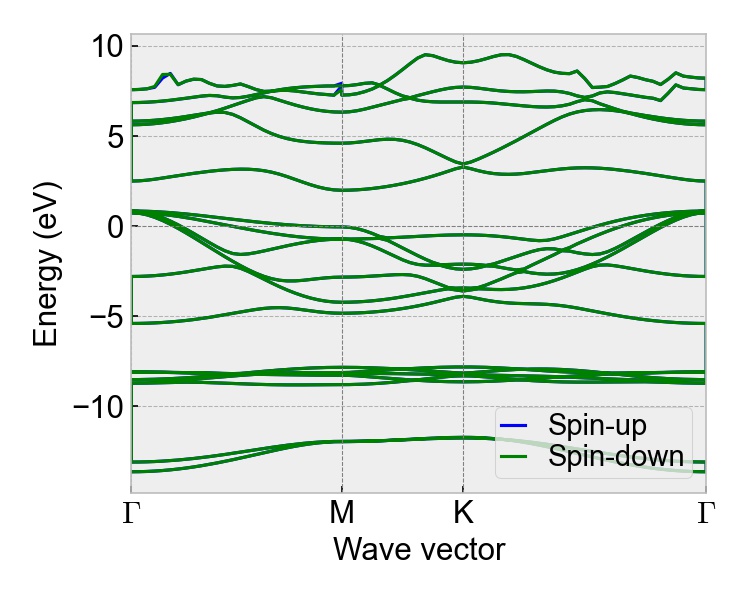 10
5
0
−5
−10
Energy (eV)
Spin-up
Spin-down
Γ M K Γ
Wave vector